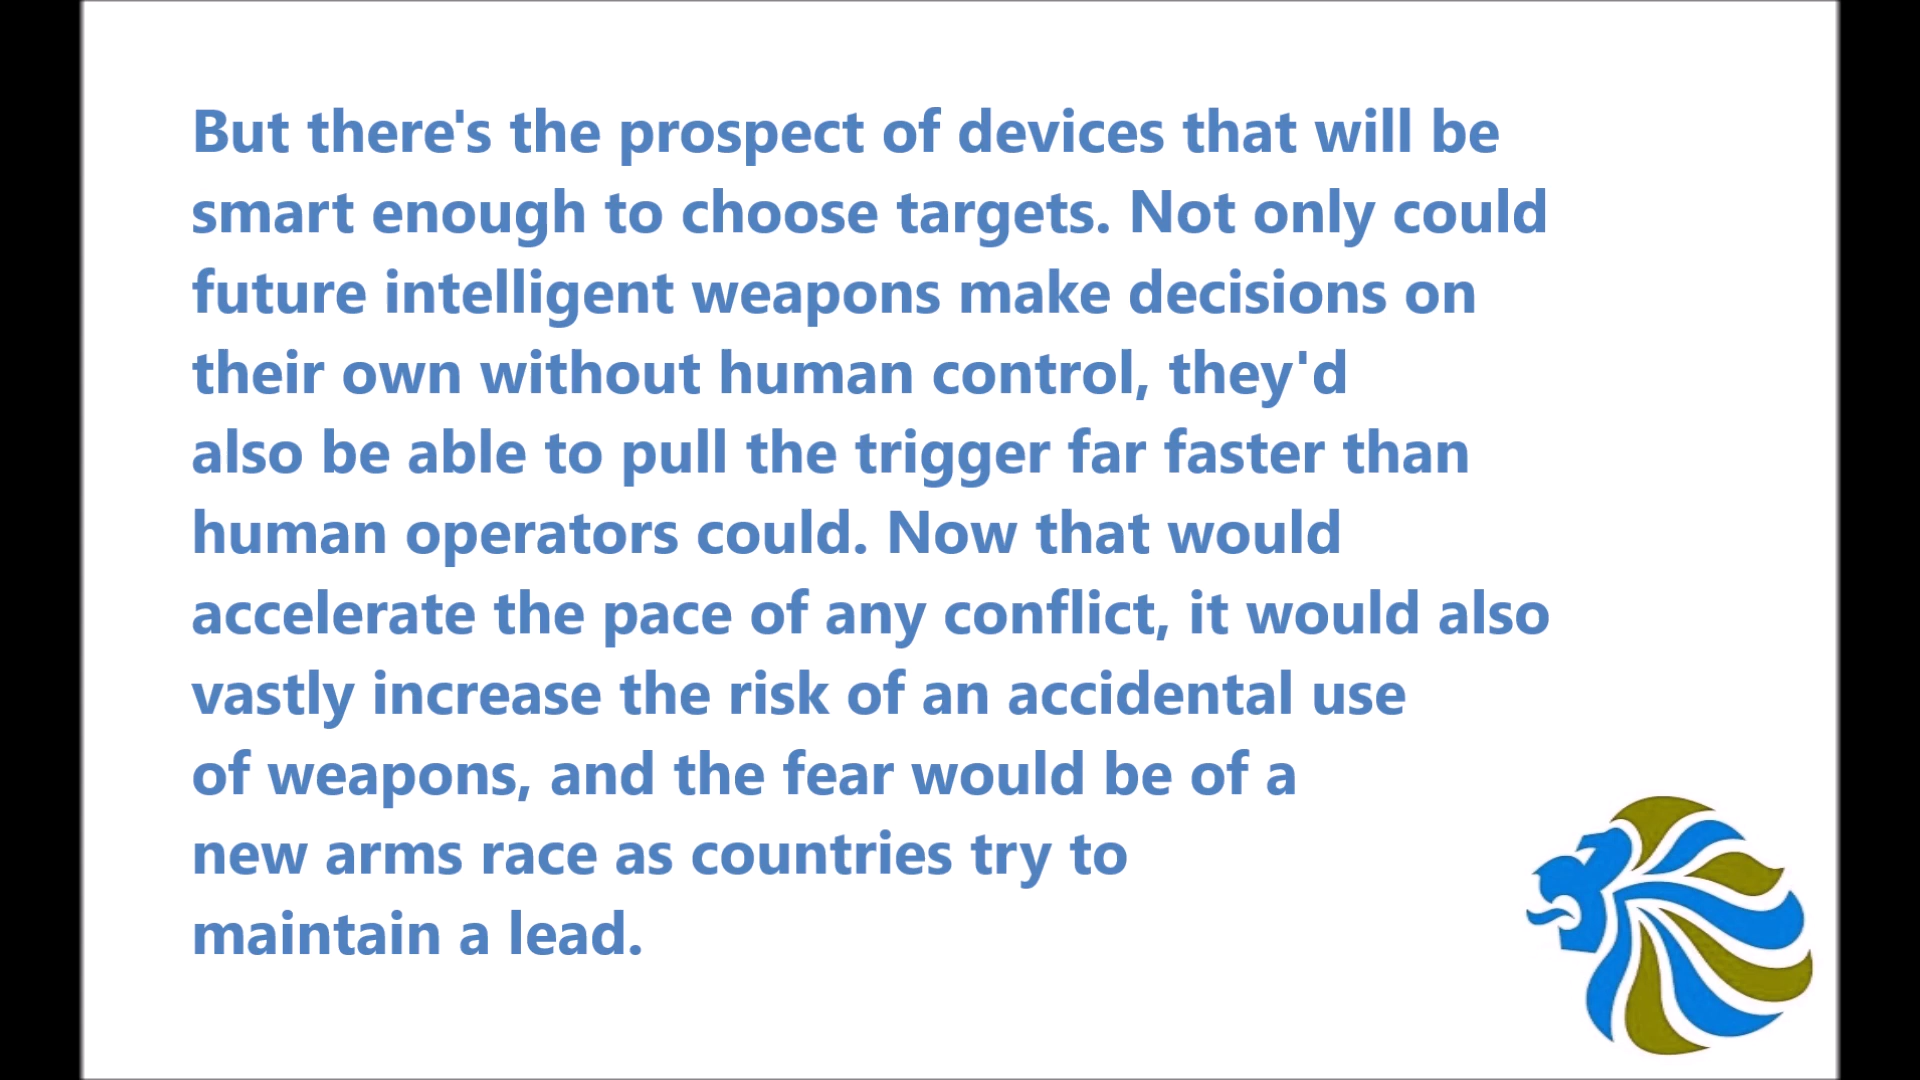 But there's the prospect of devices that will be
smart enough to choose targets. Not only could
future intelligent weapons make decisions on
their own without human control, they'd
also be able to pull the trigger far faster than
human operators could. Now that would
accelerate the pace of any conflict, it would also
vastly increase the risk of an accidental use
of weapons, and the fear would be of a
new arms race as countries try to
maintain a lead.